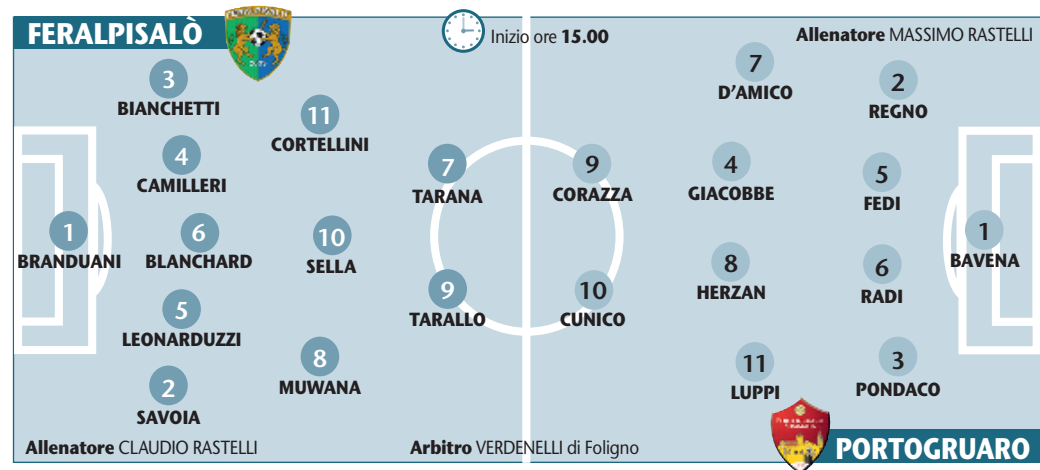 FERALPISALÒ
Inizio ore 15.00
Allenatore MASSIMO RASTELLI
3
BIANCHETTI
11
CORTELLINI
4
CAMILLERI
7
TARANA
1
BRANDUANI
6
BLANCHARD
10
SELLA
9
TARALLO
5
LEONARDUZZI
8
MUWANA
2
SAVOIA
7
D'AMICO
2
REGNO
9
CORAZZA
4
GIACOBBE
5
FEDI
1
BAVENA
10
CUNICO
8
HERZAN
6
RADI
11
LUPPI
3
PONDACO
Allenatore CLAUDIO RASTELLI
Arbitro VERDENELLI di Foligno
PORTOGRUARO